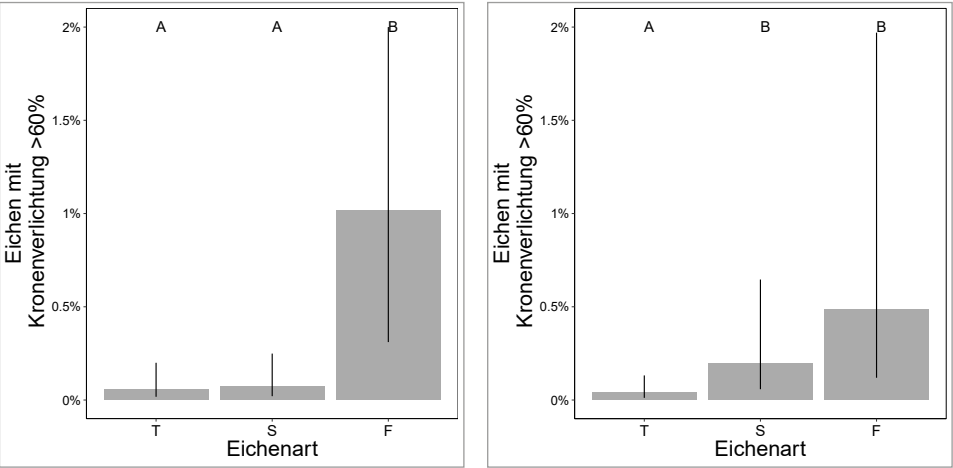 2%
1.5%
1%
0.5%
0%
A
A
B
Eichen mit
Kronenverlichtung >60%
T
S
F
Eichenart
2%
1.5%
1%
0.5%
0%
A
B
B
Eichen mit
Kronenverlichtung >60%
T
S
F
Eichenart